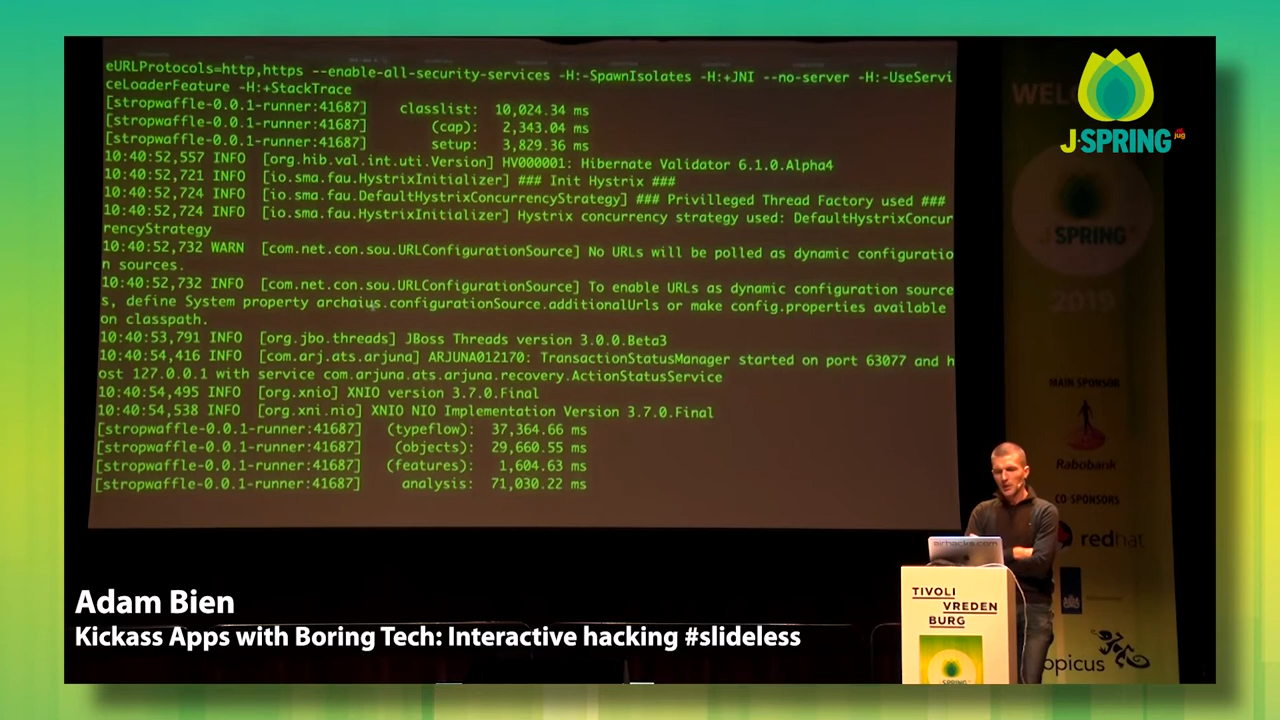 eURLProtocols=http,https --enable-all-security-services -H:-SpawnIsolates -H:+JNI --no-server -H:-UseServi
ceLoaderFeature -H:+StackTrace
[stropwaffle-0.0.1-runner:41687]    classlist:  10,024.34 ms
[stropwaffle-0.0.1-runner:41687]        (cap):   2,343.04 ms
[stropwaffle-0.0.1-runner:41687]        setup:   3,829.36 ms
10:40:52,557 INFO  [org.hib.val.int.uti.Version] HV000001: Hibernate Validator 6.1.0.Alpha4
10:40:52,721 INFO  [io.sma.fau.HystrixInitializer] ### Init Hystrix ###
10:40:52,724 INFO  [io.sma.fau.DefaultHystrixConcurrencyStrategy] ### Privilleged Thread Factory used ###
10:40:52,724 INFO  [io.sma.fau.HystrixInitializer] Hystrix concurrency strategy used: DefaultHystrixConcur
rencyStrategy
10:40:52,732 WARN  [com.net.con.sou.URLConfigurationSource] No URLs will be polled as dynamic configuratio
n sources.
10:40:52,732 INFO  [com.net.con.sou.URLConfigurationSource] To enable URLs as dynamic configuration source
s, define System property archaius.configurationSource.additionalUrls or make config.properties available
on classpath.
10:40:53,791 INFO  [org.jbo.threads] JBoss Threads version 3.0.0.Beta3
10:40:54,416 INFO  [com.arj.ats.arjuna] ARJUNA012170: TransactionStatusManager started on port 63077 and h
ost 127.0.0.1 with service com.arjuna.ats.arjuna.recovery.ActionStatusService
10:40:54,495 INFO  [org.xnio] XNIO version 3.7.0.Final
10:40:54,538 INFO  [org.xni.nio] XNIO NIO Implementation Version 3.7.0.Final
[stropwaffle-0.0.1-runner:41687]   (typeflow):  37,364.66 ms
[stropwaffle-0.0.1-runner:41687]    (objects):  29,660.55 ms
[stropwaffle-0.0.1-runner:41687]   (features):   1,604.63 ms
[stropwaffle-0.0.1-runner:41687]     analysis:  71,030.22 ms
J·SPRING
jug
J·SPRING
2019
MAIN SPONSOR
Rabobank
CO-SPONSORS
redhat
opicus
airhacks.com
TIVOLI
VREDEN
BURG
J·SPRING
Adam Bien
Kickass Apps with Boring Tech: Interactive hacking #slideless